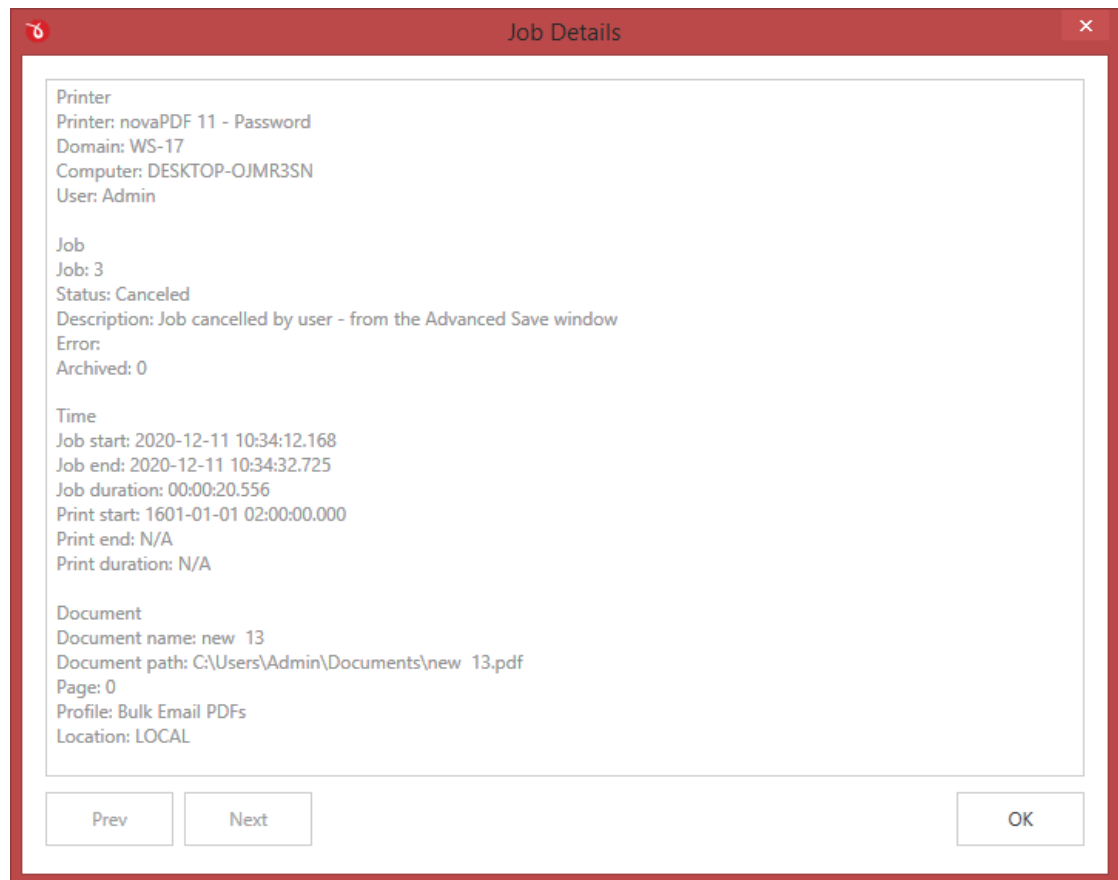 Job Details
Printer
Printer: novaPDF 11 - Password
Domain: WS-17
Computer: DESKTOP-OJMR3SN
User: Admin
Job
Job: 3
Status: Canceled
Description: Job cancelled by user - from the Advanced Save window
Error:
Archived: 0
Time
Job start: 2020-12-11 10:34:12.168
Job end: 2020-12-11 10:34:32.725
Job duration: 00:00:20.556
Print start: 1601-01-01 02:00:00.000
Print end: N/A
Print duration: N/A
Document
Document name: new  13
Document path: C:\Users\Admin\Documents\new  13.pdf
Page: 0
Profile: Bulk Email PDFs
Location: LOCAL
Prev
Next
OK